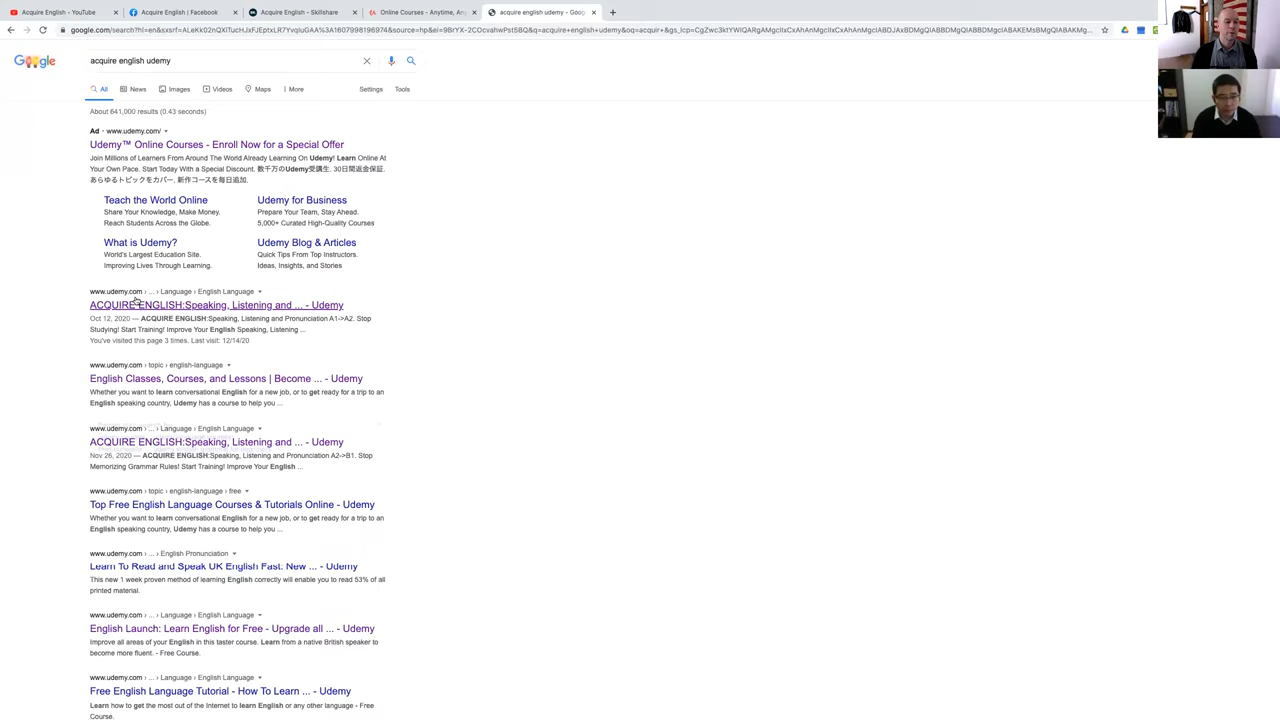 Acquire English - YouTube
Acquire English | Facebook
Acquire English - Skillshare
Online Courses - Anytime, An
acquire english udemy - Goog
Google
acquire english udemy
All News Images Videos Maps More Settings Tools
About 641,000 results (0.43 seconds)
Ad · www.udemy.com/
Udemy™ Online Courses - Enroll Now for a Special Offer
Join Millions of Learners From Around The World Already Learning On Udemy! Learn Online At
Your Own Pace. Start Today With a Special Discount. 数千万のUdemy受講生. 30日間返金保証.
あらゆるトピックをカバー. 新作コースを毎日追加.
Teach the World Online
Share Your Knowledge, Make Money.
Reach Students Across the Globe.
Udemy for Business
Prepare Your Team, Stay Ahead.
5,000+ Curated High-Quality Courses
What is Udemy?
World's Largest Education Site.
Improving Lives Through Learning.
Udemy Blog & Articles
Quick Tips From Top Instructors.
Ideas, Insights, and Stories
www.udemy.com › ... › Language › English Language
ACQUIRE ENGLISH:Speaking, Listening and ... - Udemy
Oct 12, 2020 — ACQUIRE ENGLISH:Speaking, Listening and Pronunciation A1->A2. Stop
Studying! Start Training! Improve Your English Speaking, Listening ...
You've visited this page 3 times. Last visit: 12/14/20
www.udemy.com › topic › english-language
English Classes, Courses, and Lessons | Become ... - Udemy
Whether you want to learn conversational English for a new job, or to get ready for a trip to an
English speaking country, Udemy has a course to help you ...
www.udemy.com › ... › Language › English Language
ACQUIRE ENGLISH:Speaking, Listening and ... - Udemy
Nov 26, 2020 — ACQUIRE ENGLISH:Speaking, Listening and Pronunciation A2->B1. Stop
Memorizing Grammar Rules! Start Training! Improve Your English ...
www.udemy.com › topic › english-language › free
Top Free English Language Courses & Tutorials Online - Udemy
Whether you want to learn conversational English for a new job, or to get ready for a trip to an
English speaking country, Udemy has a course to help you ...
www.udemy.com › ... › English Pronunciation
Learn To Read and Speak UK English Fast: New ... - Udemy
This new 1 week proven method of learning English correctly will enable you to read 53% of all
printed material.
www.udemy.com › ... › Language › English Language
English Launch: Learn English for Free - Upgrade all ... - Udemy
Improve all areas of your English in this taster course. Learn from a native British speaker to
become more fluent. - Free Course.
www.udemy.com › ... › Language › English Language
Free English Language Tutorial - How To Learn ... - Udemy
Learn how to get the most out of the Internet to learn English or any other language - Free
Course.